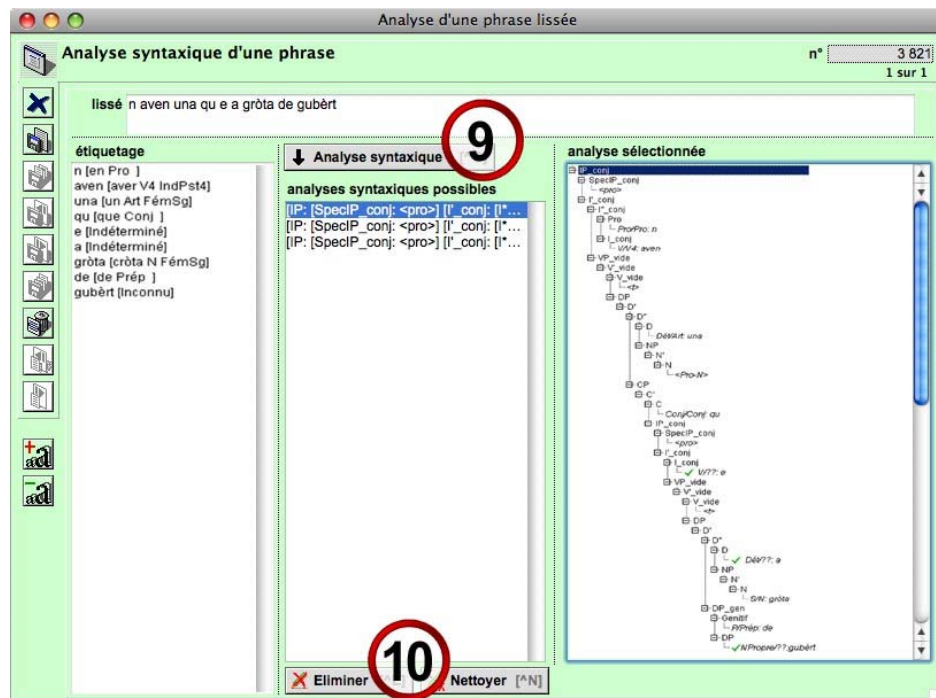 Analyse d'une phrase lissée
Analyse syntaxique d'une phrase
n° 3 821
1 sur 1
lissé n aven una qu e a gròta de gubèrt
étiquetage
n [en Pro ]
aven [aver V4 IndPst4]
una [un Art FémSg]
qu [que Conj ]
e [Indéterminé]
a [Indéterminé]
gròta [cròta N FémSg]
de [de Prép ]
gubèrt [Inconnu]
Analyse syntaxique
9
analyses syntaxiques possibles
[IP: [SpecIP_conj: <pro>] [I'_conj: [I*...
[IP: [SpecIP_conj: <pro>] [I'_conj: [I*...
[IP: [SpecIP_conj: <pro>] [I'_conj: [I*...
10
Eliminer
Nettoyer [^N]
analyse sélectionnée
IP_conj
SpecIP_conj
<pro>
I'_conj
I*_conj
Pro
Pro/Pro: n
I_conj
V/V4: aven
VP_vide
V'_vide
V_vide
<t>
DP
D'
D*
D
Dét/Art: una
NP
N'
N
<Pro-N>
CP
C'
C
Conj/Conj: qu
IP_conj
SpecIP_conj
<pro>
I'_conj
I_conj
V/??: e
VP_vide
V'_vide
V_vide
<t>
DP
D'
D*
D
Dét/??: a
NP
N'
N
S/N: gròta
DP_gen
Genitif
P/Prép: de
DP
NPropre/??:gubèrt